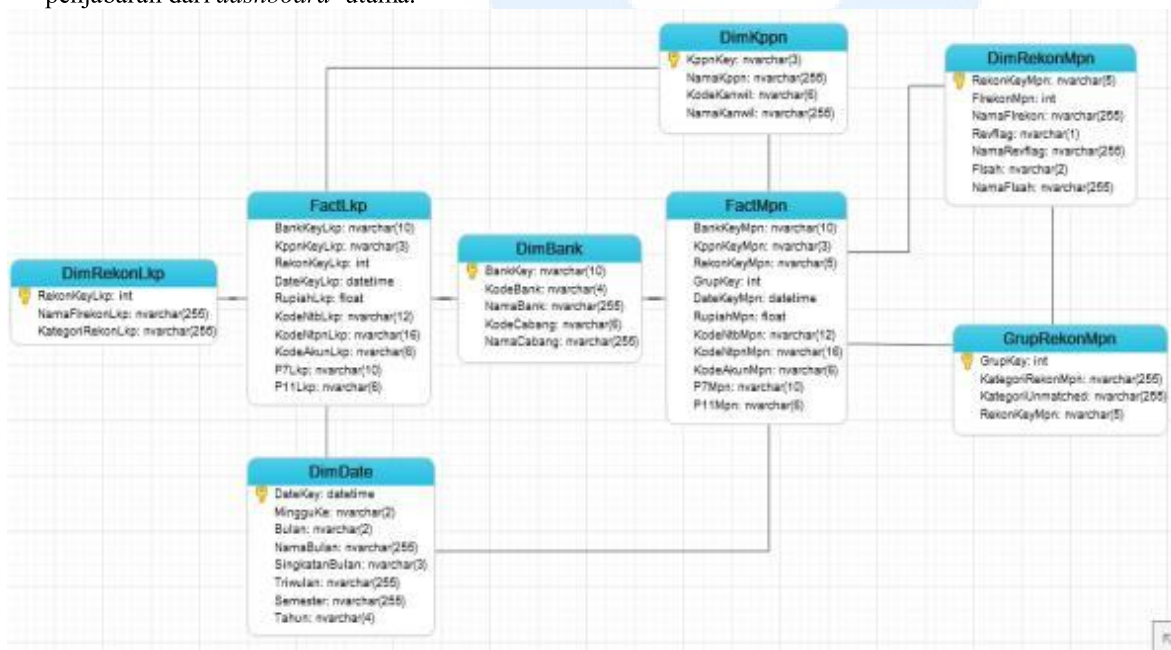 penjabaran dari dashboard utama.
DimKppn
KppnKey: nvarchar(3)
NamaKppn: nvarchar(255)
KodeKanwil: nvarchar(6)
NamaKanwil: nvarchar(255)
DimRekonMpn
RekonKeyMpn: nvarchar(5)
FlrekonMpn: int
NamaFlrekon: nvarchar(255)
Revflag: nvarchar(1)
NamaRevflag: nvarchar(255)
Flsah: nvarchar(2)
NamaFlsah: nvarchar(255)
FactLkp
BankKeyLkp: nvarchar(10)
KppnKeyLkp: nvarchar(3)
RekonKeyLkp: int
DateKeyLkp: datetime
RupiahLkp: float
KodeNtbLkp: nvarchar(12)
KodeNtpnLkp: nvarchar(16)
KodeAkunLkp: nvarchar(6)
P7Lkp: nvarchar(10)
P11Lkp: nvarchar(6)
FactMpn
BankKeyMpn: nvarchar(10)
KppnKeyMpn: nvarchar(3)
RekonKeyMpn: nvarchar(5)
GrupKey: int
DateKeyMpn: datetime
RupiahMpn: float
KodeNtbMpn: nvarchar(12)
KodeNtpnMpn: nvarchar(16)
KodeAkunMpn: nvarchar(6)
P7Mpn: nvarchar(10)
P11Mpn: nvarchar(6)
DimBank
BankKey: nvarchar(10)
KodeBank: nvarchar(4)
NamaBank: nvarchar(255)
KodeCabang: nvarchar(6)
NamaCabang: nvarchar(255)
DimRekonLkp
RekonKeyLkp: int
NamaFlrekonLkp: nvarchar(255)
KategoriRekonLkp: nvarchar(255)
GrupRekonMpn
GrupKey: int
KategoriRekonMpn: nvarchar(255)
KategoriUnmatched: nvarchar(255)
RekonKeyMpn: nvarchar(5)
DimDate
DateKey: datetime
MingguKe: nvarchar(2)
Bulan: nvarchar(2)
NamaBulan: nvarchar(255)
SingkatanBulan: nvarchar(3)
Triwulan: nvarchar(255)
Semester: nvarchar(255)
Tahun: nvarchar(4)